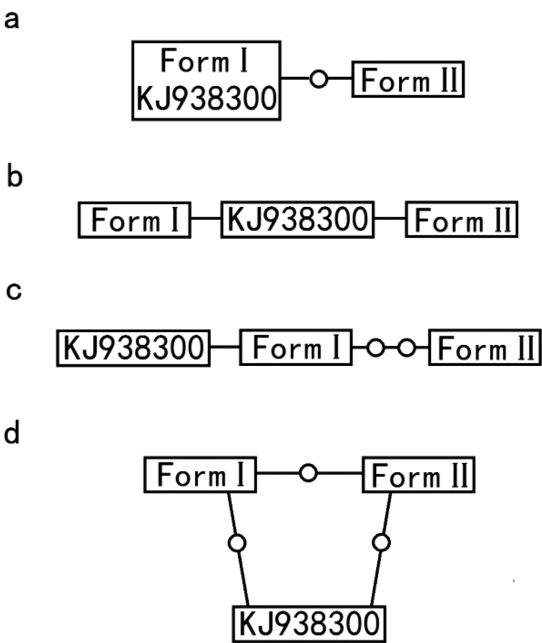 a
Form I
KJ938300
Form II
b
Form I KJ938300 Form II
c
KJ938300 Form I Form II
d
Form I Form II
KJ938300